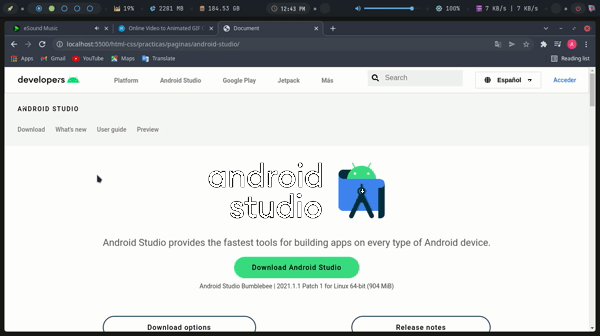 19% 2281 MB 184.53 GB 12:43 PM 100% 7 KB/s | 7 KB/s
eSound Music Online Video to Animated GIF Document
localhost:5500/html-css/practicas/paginas/android-studio/
Apps Gmail YouTube Maps Translate Reading list
developers Platform Android Studio Google Play Jetpack Más Search Español Acceder
ANDROID STUDIO
Download What's new User guide Preview
android
studio
Android Studio provides the fastest tools for building apps on every type of Android device.
Download Android Studio
Android Studio Bumblebee | 2021.1.1 Patch 1 for Linux 64-bit (904 MiB)
Download options Release notes